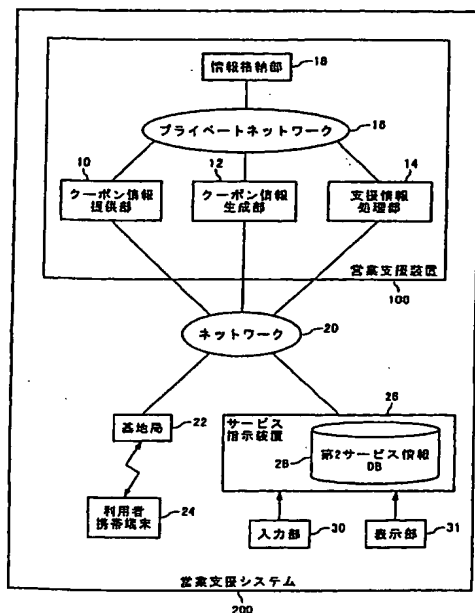 情報格納部
18
プライベートネットワーク
16
10
クーポン情報
提供部
12
クーポン情報
生成部
14
支援情報
処理部
営業支援装置
100
ネットワーク
20
基地局
22
利用者
携帯端末
24
26
サービス
指示装置
28
第2サービス情報
DB
入力部
30
表示部
31
営業支援システム
200